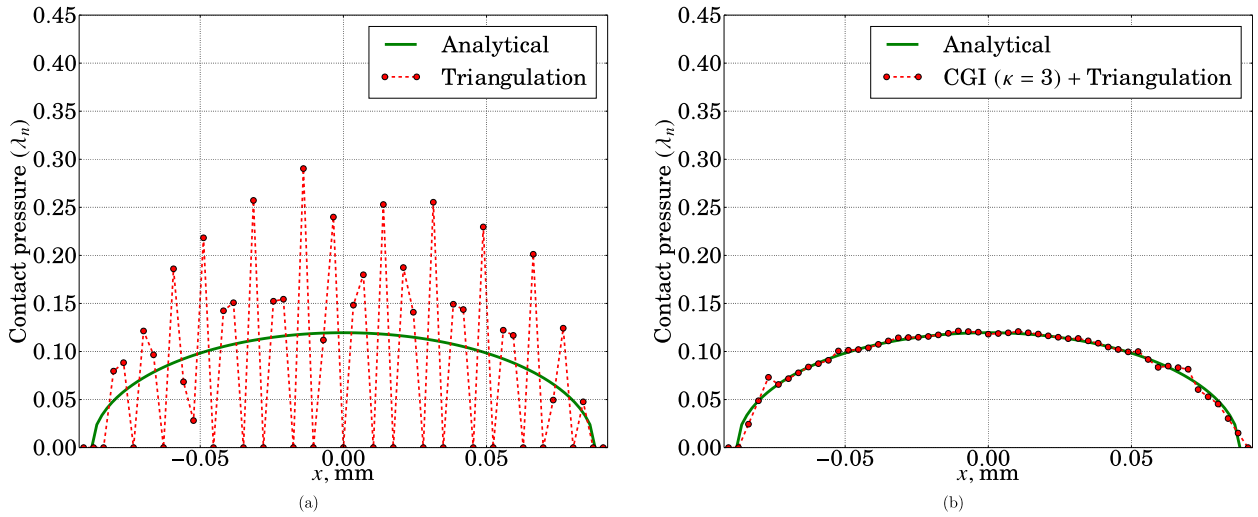 0.45
0.40
0.35
0.30
0.25
0.20
0.15
0.10
0.05
0.00
Contact pressure (λₙ)
Analytical
Triangulation
−0.05
0.00
0.05
x, mm
(a)
0.45
0.40
0.35
0.30
0.25
0.20
0.15
0.10
0.05
0.00
Contact pressure (λₙ)
Analytical
CGI (κ = 3) + Triangulation
−0.05
0.00
0.05
x, mm
(b)